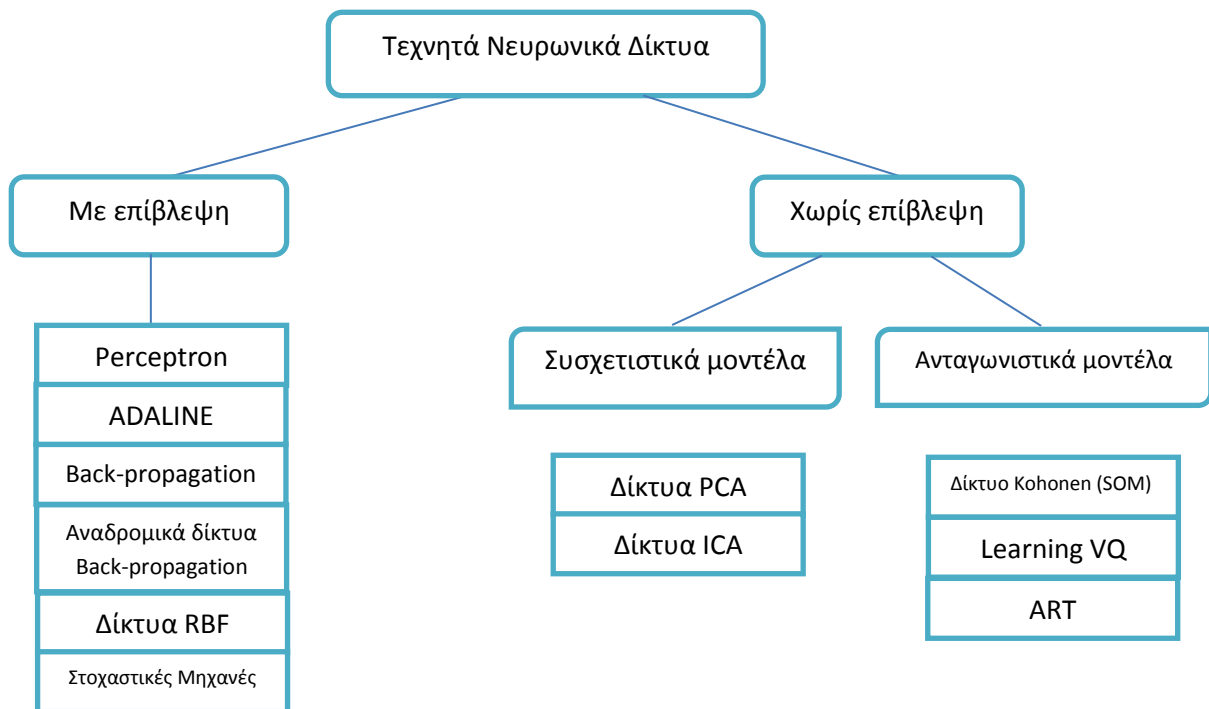 Τεχνητά Νευρωνικά Δίκτυα
Με επίβλεψη
Χωρίς επίβλεψη
Perceptron
ADALINE
Back-propagation
Αναδρομικά δίκτυα
Back-propagation
Δίκτυα RBF
Στοχαστικές Μηχανές
Συσχετιστικά μοντέλα
Ανταγωνιστικά μοντέλα
Δίκτυα PCA
Δίκτυα ICA
Δίκτυο Kohonen (SOM)
Learning VQ
ART